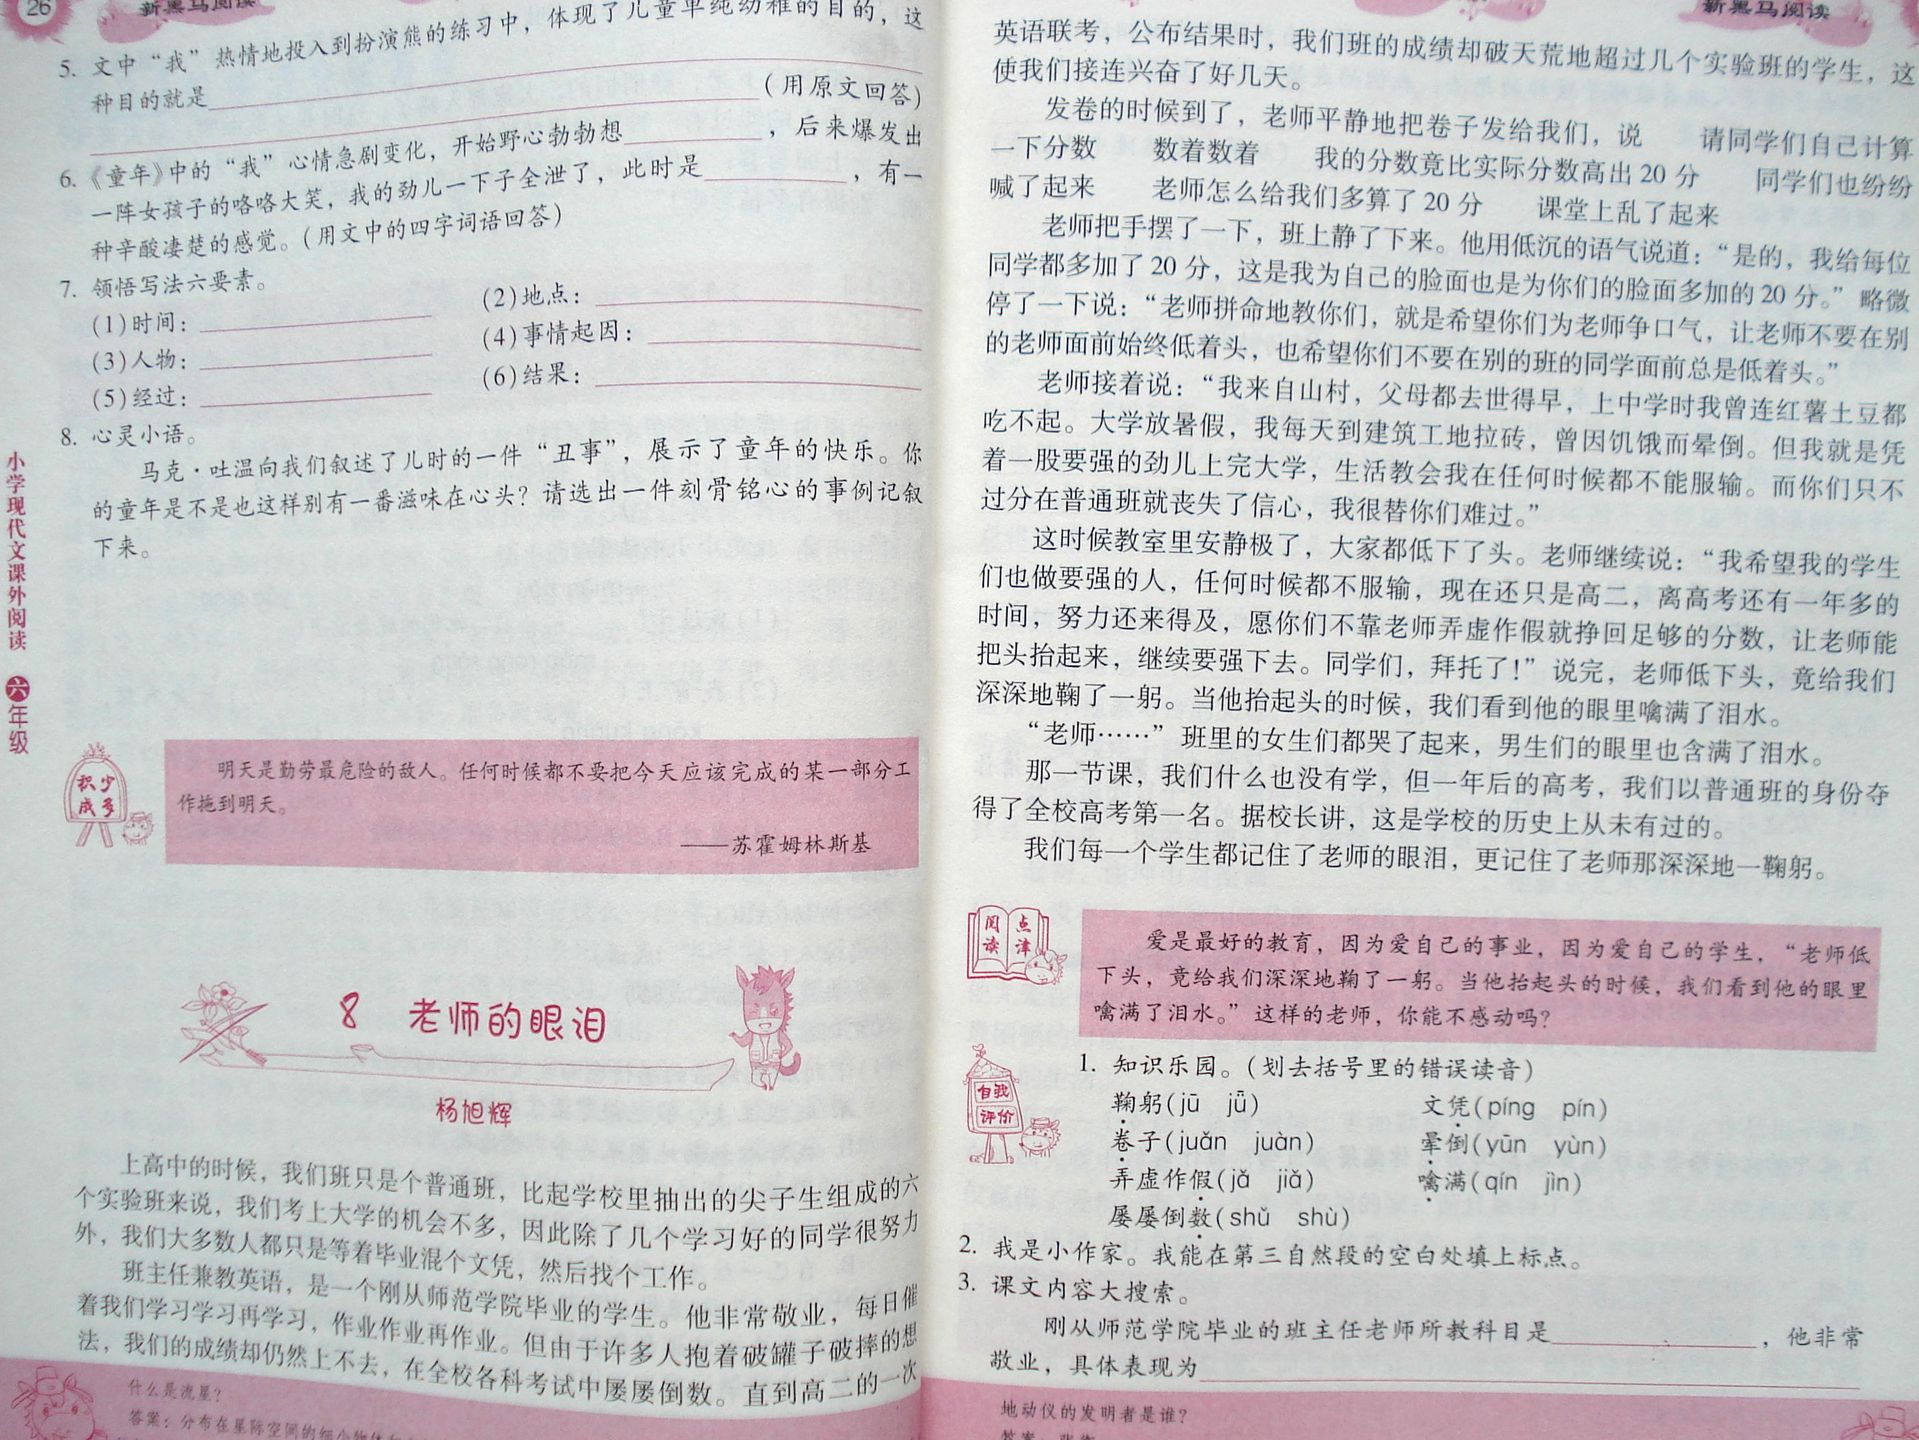 26
新黑马阅读
5. 文中“我”热情地投入到扮演熊的练习中，体现了儿童单纯幼稚的目的，这
种目的就是
(用原文回答)
6.《童年》中的“我”心情急剧变化，开始野心勃勃想 ，后来爆发出
一阵女孩子的咯咯大笑，我的劲儿一下子全泄了，此时是 ，有一
种辛酸凄楚的感觉。(用文中的四字词语回答)
7. 领悟写法六要素。
(1)时间： (2)地点：
(3)人物： (4)事情起因：
(5)经过： (6)结果：
8. 心灵小语。
马克·吐温向我们叙述了儿时的一件“丑事”，展示了童年的快乐。你
的童年是不是也这样别有一番滋味在心头？请选出一件刻骨铭心的事例记叙
下来。
小学现代文课外阅读 六年级
积少成多
明天是勤劳最危险的敌人。任何时候都不要把今天应该完成的某一部分工
作拖到明天。
——苏霍姆林斯基
8 老师的眼泪
杨旭辉
上高中的时候，我们班只是个普通班，比起学校里抽出的尖子生组成的六
个实验班来说，我们考上大学的机会不多，因此除了几个学习好的同学很努力
外，我们大多数人都只是等着毕业混个文凭，然后找个工作。
班主任兼教英语，是一个刚从师范学院毕业的学生。他非常敬业，每日催
着我们学习学习再学习，作业作业再作业。但由于许多人抱着破罐子破摔的想
法，我们的成绩却仍然上不去，在全校各科考试中屡屡倒数。直到高二的一次
什么是流星？
答案：分布在星际空间的细小物体
新黑马阅读
英语联考，公布结果时，我们班的成绩却破天荒地超过几个实验班的学生，这
使我们接连兴奋了好几天。
发卷的时候到了，老师平静地把卷子发给我们，说 请同学们自己计算
一下分数 数着数着 我的分数竟比实际分数高出20分 同学们也纷纷
喊了起来 老师怎么给我们多算了20分 课堂上乱了起来
老师把手摆了一下，班上静了下来。他用低沉的语气说道：“是的，我给每位
同学都多加了20分，这是我为自己的脸面也是为你们的脸面多加的20分。”略微
停了一下说：“老师拼命地教你们，就是希望你们为老师争口气，让老师不要在别
的老师面前始终低着头，也希望你们不要在别的班的同学面前总是低着头。”
老师接着说：“我来自山村，父母都去世得早，上中学时我曾连红薯土豆都
吃不起。大学放暑假，我每天到建筑工地拉砖，曾因饥饿而晕倒。但我就是凭
着一股要强的劲儿上完大学，生活教会我在任何时候都不能服输。而你们只不
过分在普通班就丧失了信心，我很替你们难过。”
这时候教室里安静极了，大家都低下了头。老师继续说：“我希望我的学生
们也做要强的人，任何时候都不服输，现在还只是高二，离高考还有一年多的
时间，努力还来得及，愿你们不靠老师弄虚作假就挣回足够的分数，让老师能
把头抬起来，继续要强下去。同学们，拜托了！”说完，老师低下头，竟给我们
深深地鞠了一躬。当他抬起头的时候，我们看到他的眼里噙满了泪水。
“老师……”班里的女生们都哭了起来，男生们的眼里也含满了泪水。
那一节课，我们什么也没有学，但一年后的高考，我们以普通班的身份夺
得了全校高考第一名。据校长讲，这是学校的历史上从未有过的。
我们每一个学生都记住了老师的眼泪，更记住了老师那深深地一鞠躬。
阅读点津
爱是最好的教育，因为爱自己的事业，因为爱自己的学生，“老师低
下头，竟给我们深深地鞠了一躬。当他抬起头的时候，我们看到他的眼里
噙满了泪水。”这样的老师，你能不感动吗？
自我评价
1. 知识乐园。(划去括号里的错误读音)
鞠躬(jū jǖ) 文凭(píng pín)
卷子(juǎn juàn) 晕倒(yūn yùn)
弄虚作假(jǎ jiǎ) 噙满(qín jìn)
屡屡倒数(shǔ shù)
2. 我是小作家。我能在第三自然段的空白处填上标点。
3. 课文内容大搜索。
刚从师范学院毕业的班主任老师所教科目是 ，他非常
敬业，具体表现为
地动仪的发明者是谁？